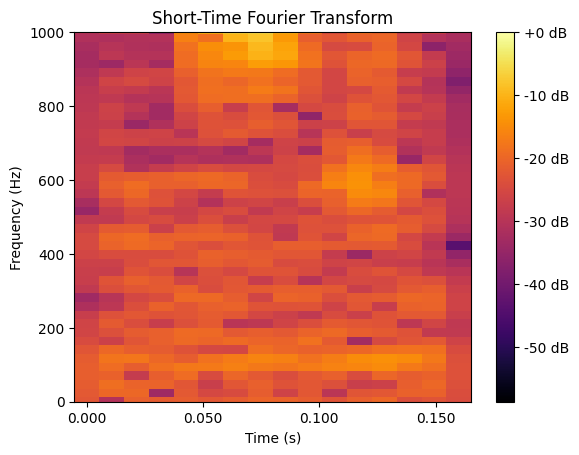 Short-Time Fourier Transform
1000
800
600
400
200
0
Frequency (Hz)
0.000
0.050
0.100
0.150
Time (s)
+0 dB
-10 dB
-20 dB
-30 dB
-40 dB
-50 dB